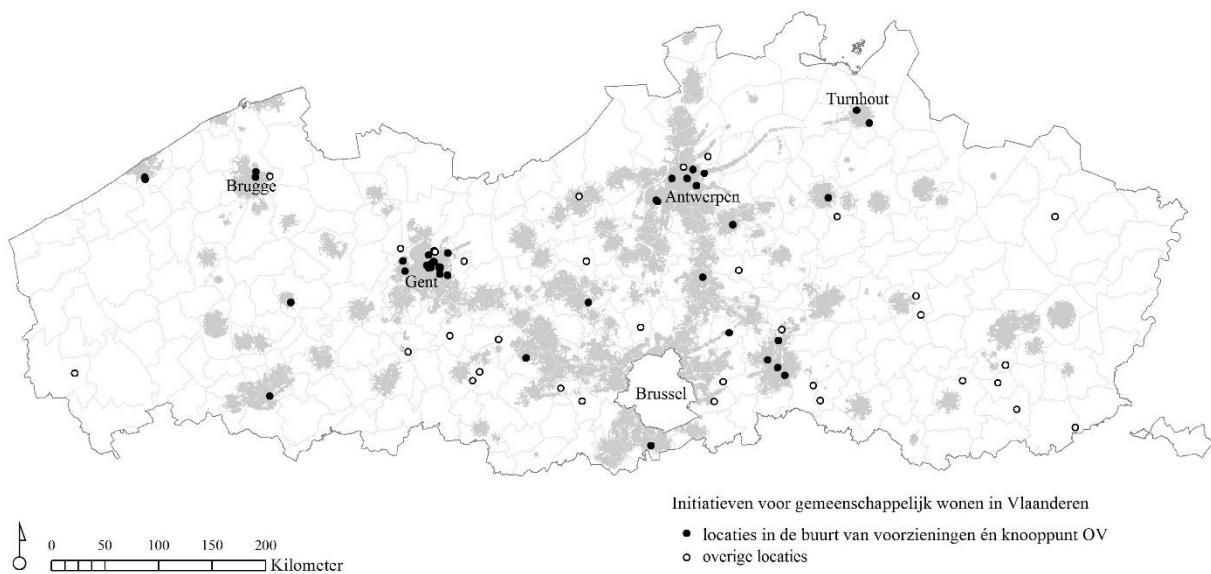 Turnhout
Brugge
Antwerpen
Gent
Brussel
Initiatieven voor gemeenschappelijk wonen in Vlaanderen
locaties in de buurt van voorzieningen én knooppunt OV
overige locaties
0 50 100 150 200
Kilometer